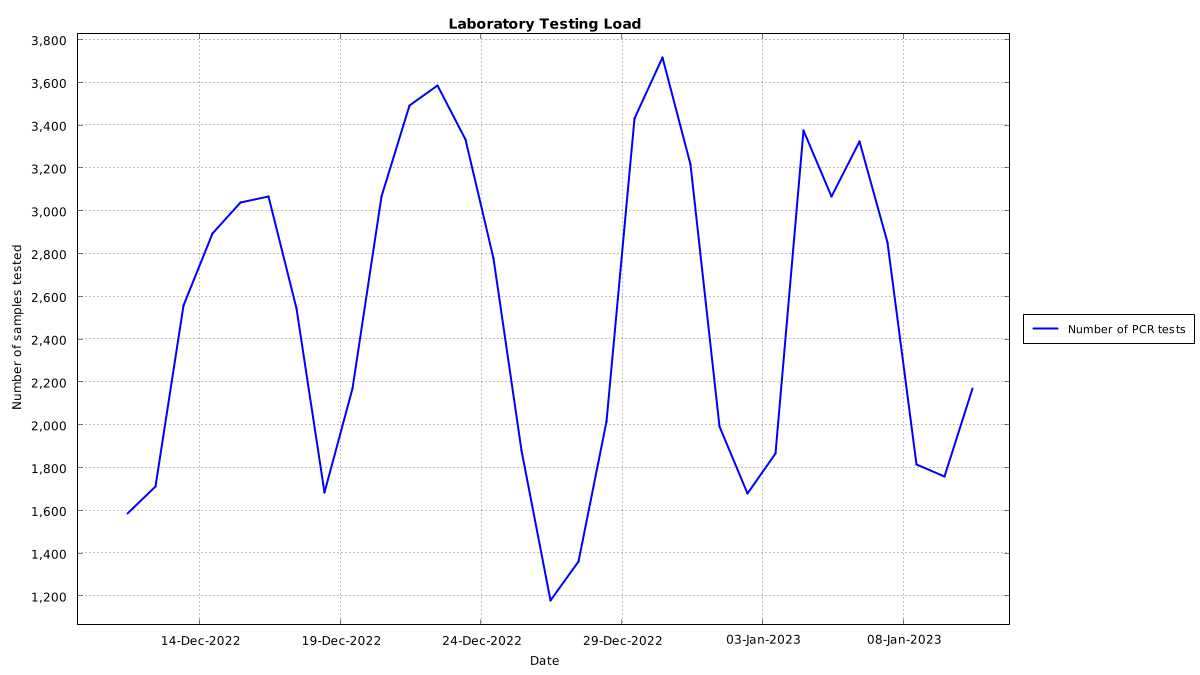 Laboratory Testing Load
3,800
3,600
3,400
3,200
3,000
2,800
2,600
2,400
2,200
2,000
1,800
1,600
1,400
1,200
Number of samples tested
14-Dec-2022 19-Dec-2022 24-Dec-2022 29-Dec-2022 03-Jan-2023 08-Jan-2023
Date
Number of PCR tests